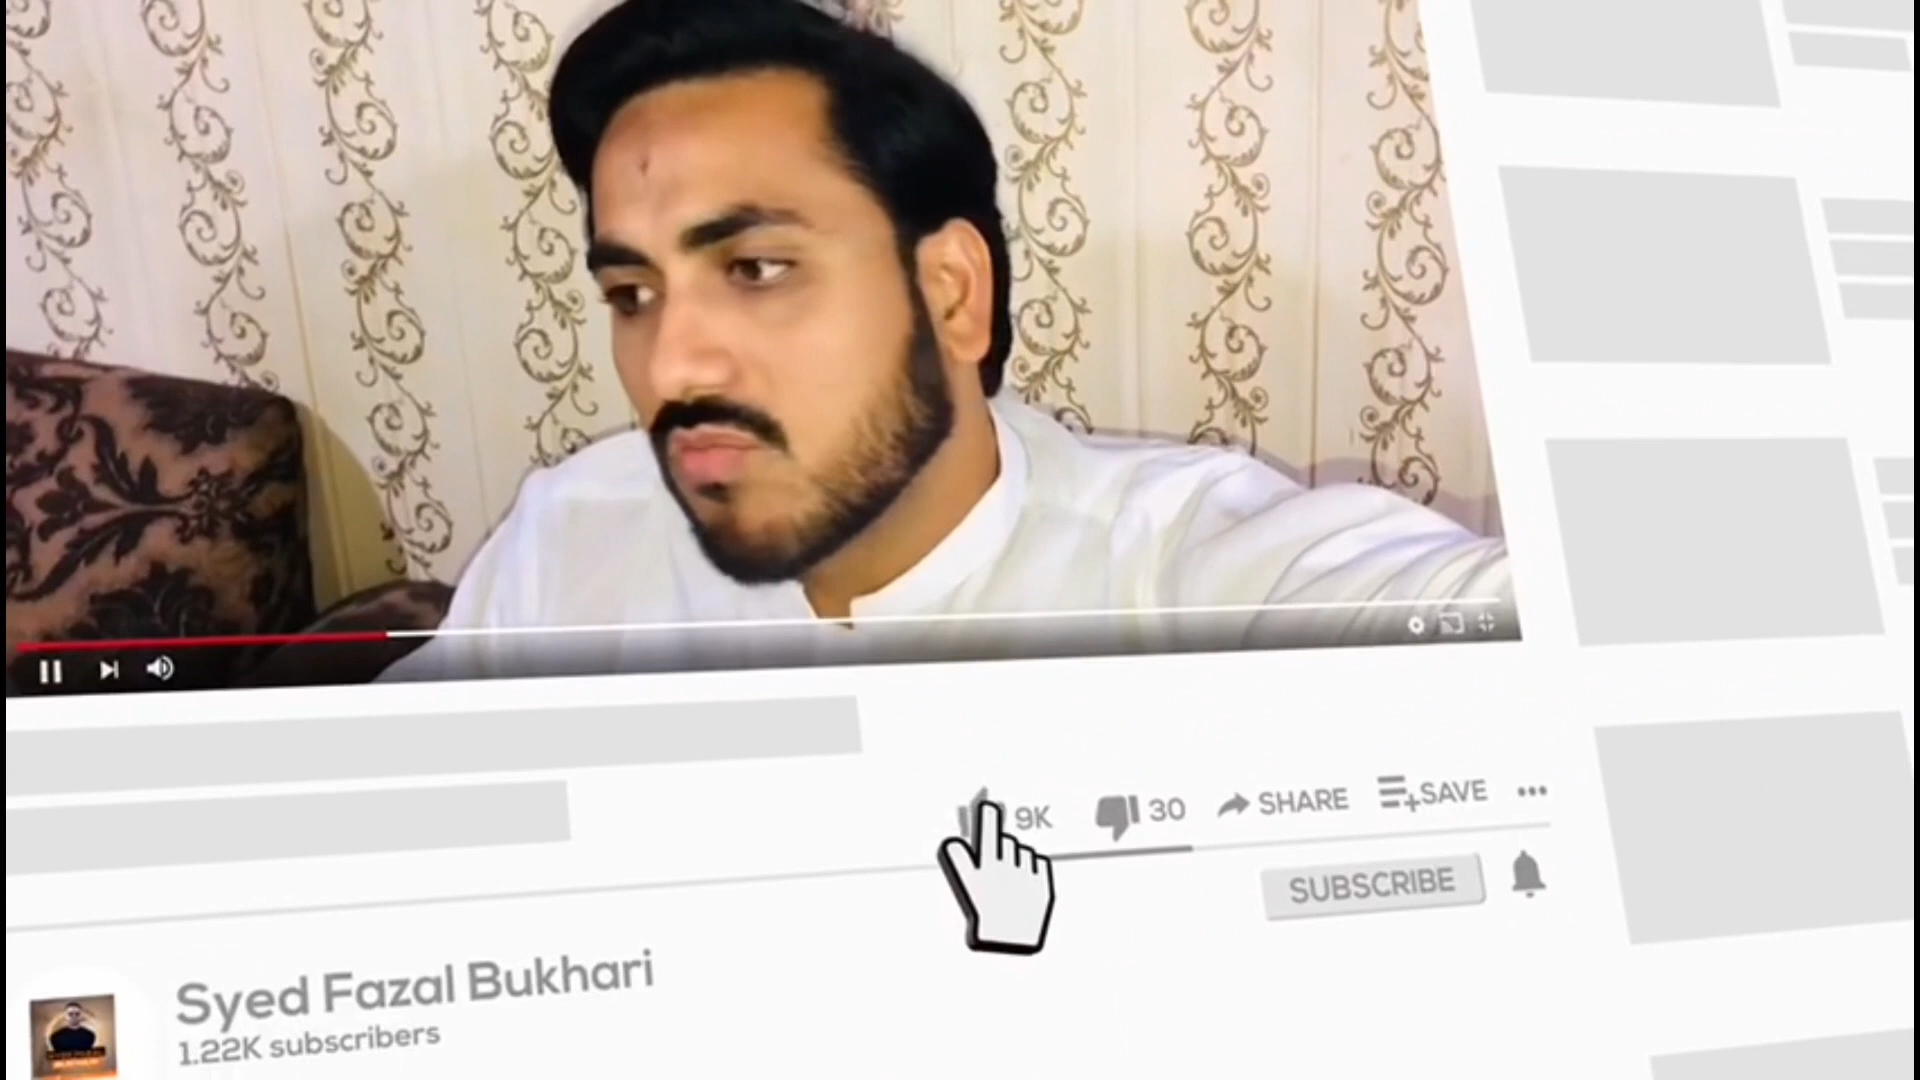 9K 30 SHARE SAVE
SUBSCRIBE
Syed Fazal Bukhari
1.22K subscribers